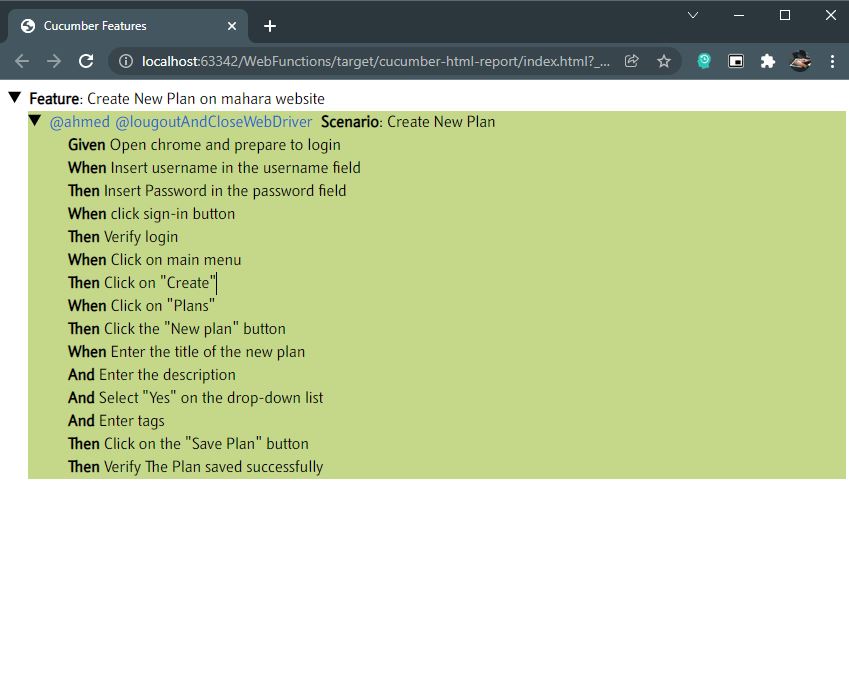 Cucumber Features
localhost:63342/WebFunctions/target/cucumber-html-report/index.html?_...
Feature: Create New Plan on mahara website
@ahmed @lougoutAndCloseWebDriver Scenario: Create New Plan
Given Open chrome and prepare to login
When Insert username in the username field
Then Insert Password in the password field
When click sign-in button
Then Verify login
When Click on main menu
Then Click on "Create"
When Click on "Plans"
Then Click the "New plan" button
When Enter the title of the new plan
And Enter the description
And Select "Yes" on the drop-down list
And Enter tags
Then Click on the "Save Plan" button
Then Verify The Plan saved successfully